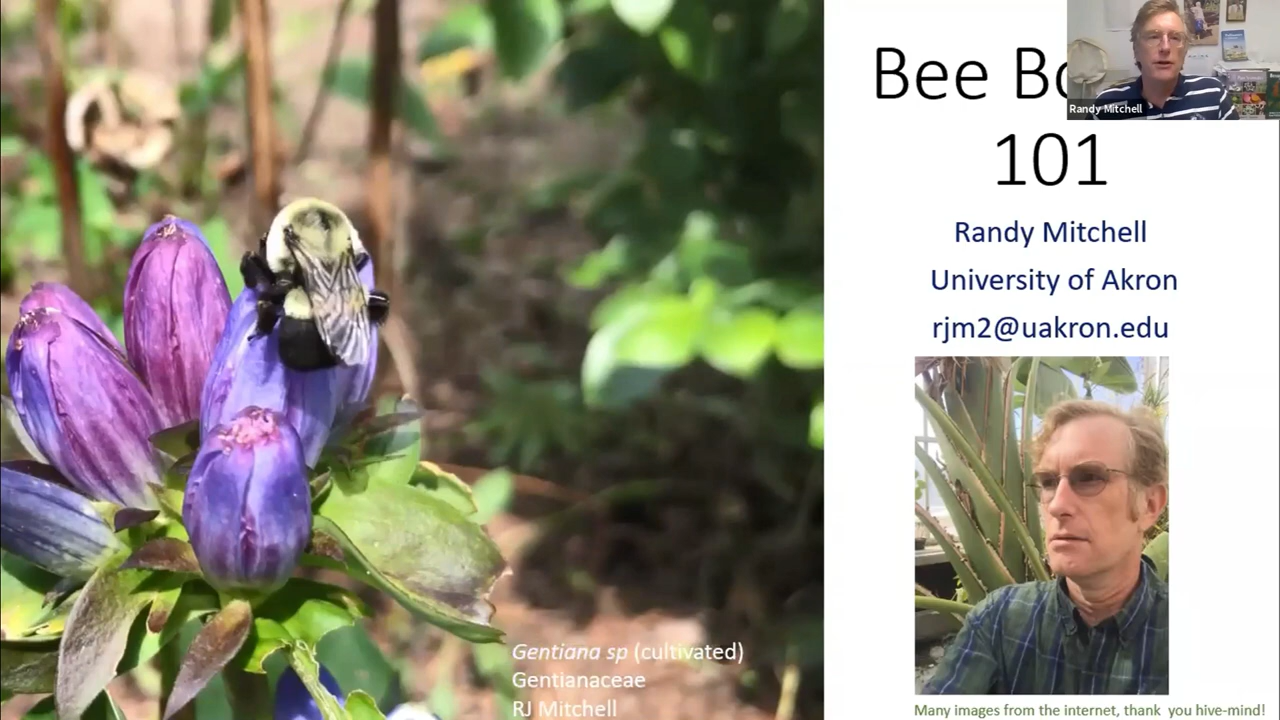 Bee Bo
101
Randy Mitchell
Randy Mitchell
University of Akron
rjm2@uakron.edu
Gentiana sp (cultivated)
Gentianaceae
RJ Mitchell
Many images from the internet, thank you hive-mind!